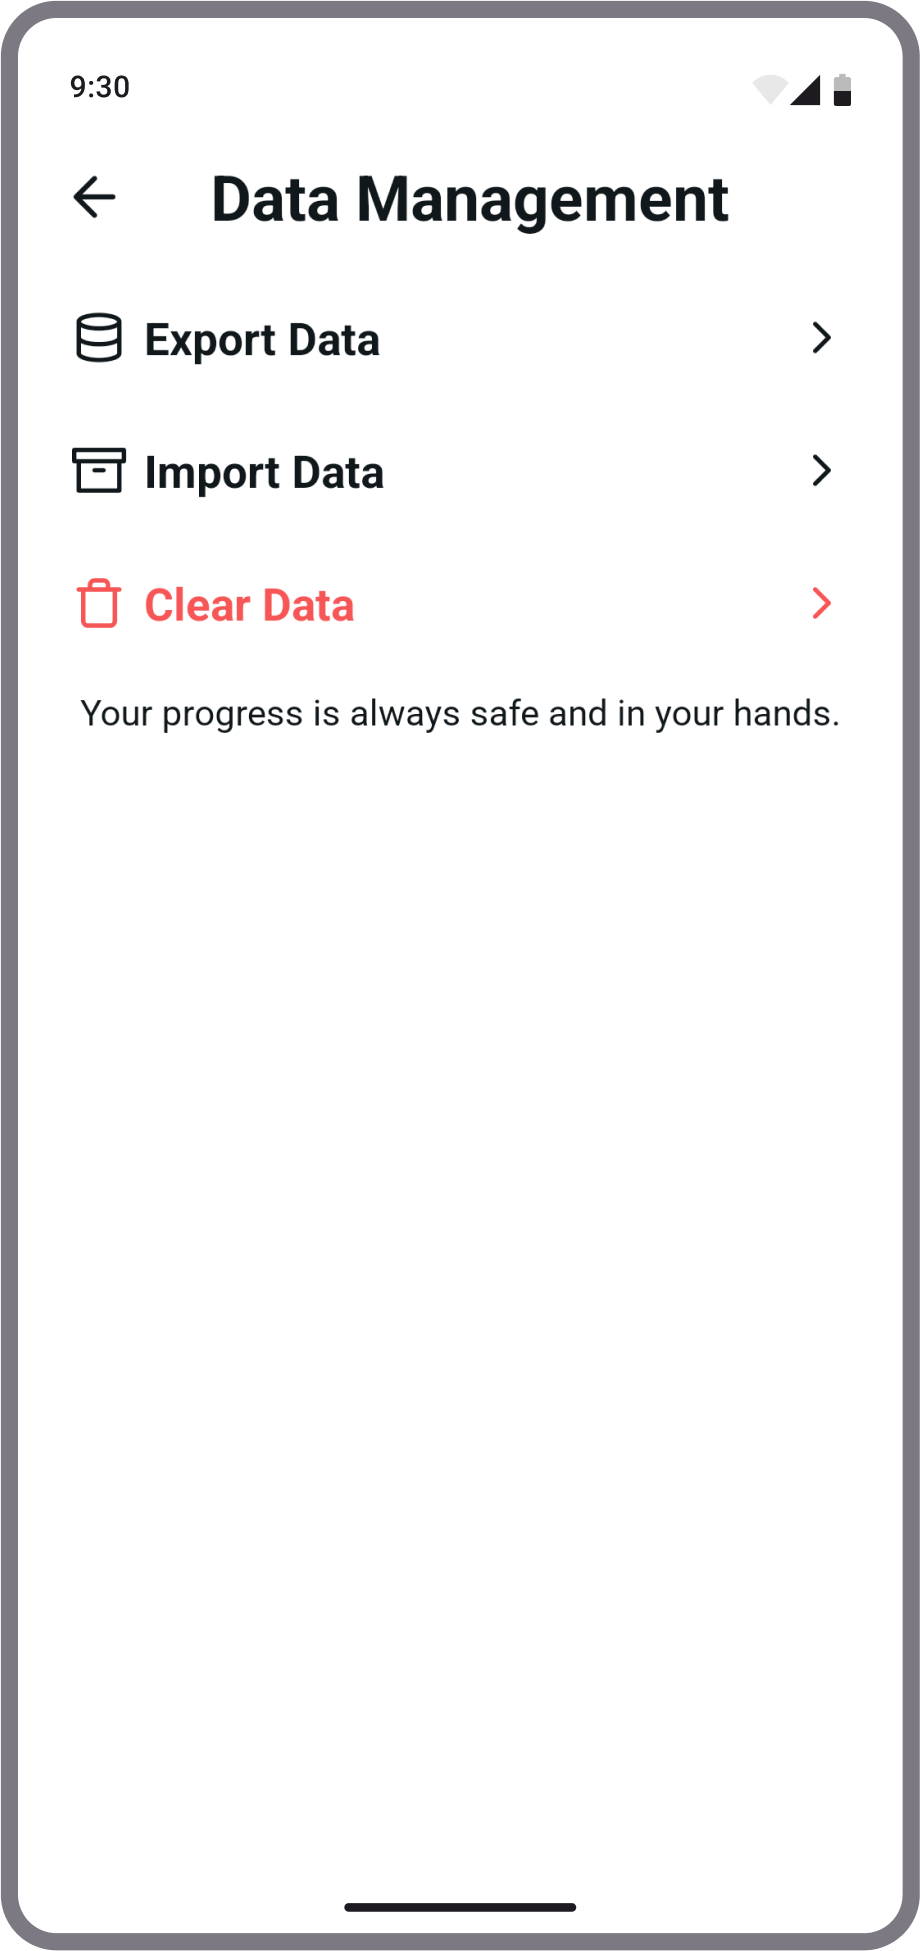 9:30
Data Management
Export Data
Import Data
Clear Data
Your progress is always safe and in your hands.